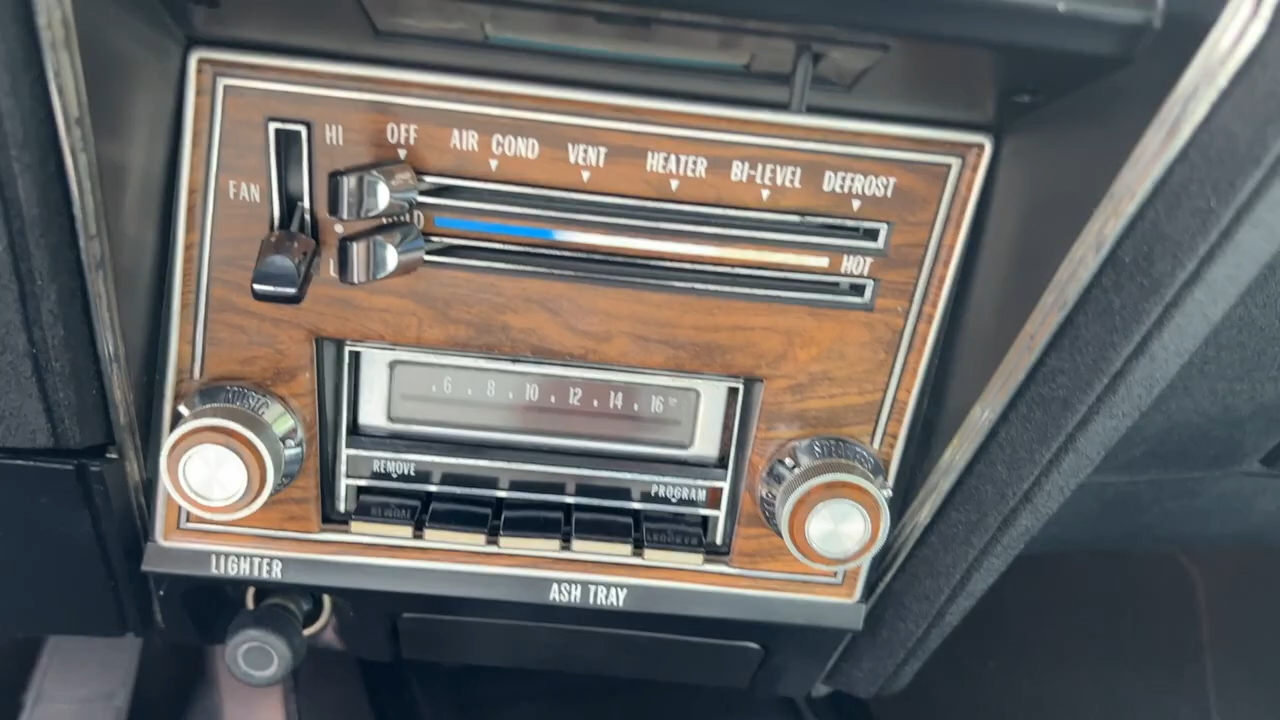 HI OFF AIR COND VENT HEATER BI-LEVEL DEFROST
FAN
HOT
6 8 10 12 14 16
REMOVE PROGRAM
MUSIC
LIGHTER ASH TRAY